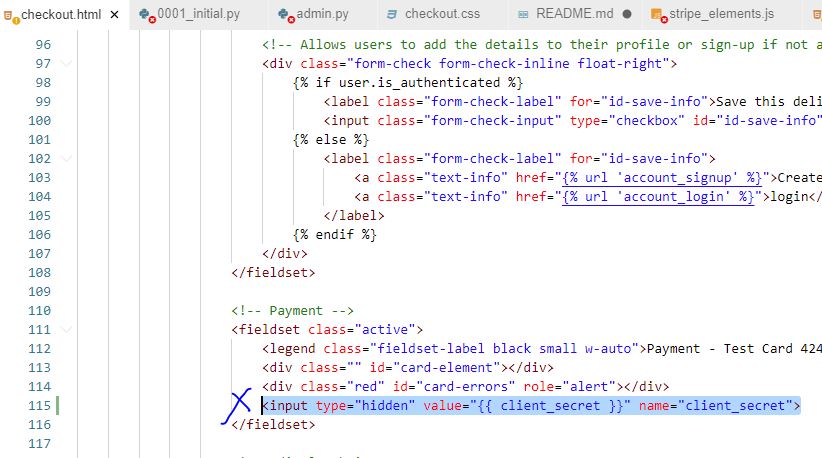 checkout.html 0001_initial.py admin.py checkout.css README.md stripe_elements.js
96 <!-- Allows users to add the details to their profile or sign-up if not a
97 <div class="form-check form-check-inline float-right">
98 {% if user.is_authenticated %}
99 <label class="form-check-label" for="id-save-info">Save this deli
100 <input class="form-check-input" type="checkbox" id="id-save-info"
101 {% else %}
102 <label class="form-check-label" for="id-save-info">
103 <a class="text-info" href="{% url 'account_signup' %}">Create
104 <a class="text-info" href="{% url 'account_login' %}">login</
105 </label>
106 {% endif %}
107 </div>
108 </fieldset>
109
110 <!-- Payment -->
111 <fieldset class="active">
112 <legend class="fieldset-label black small w-auto">Payment - Test Card 424
113 <div class="" id="card-element"></div>
114 <div class="red" id="card-errors" role="alert"></div>
115 <input type="hidden" value="{{ client_secret }}" name="client_secret">
116 </fieldset>
117